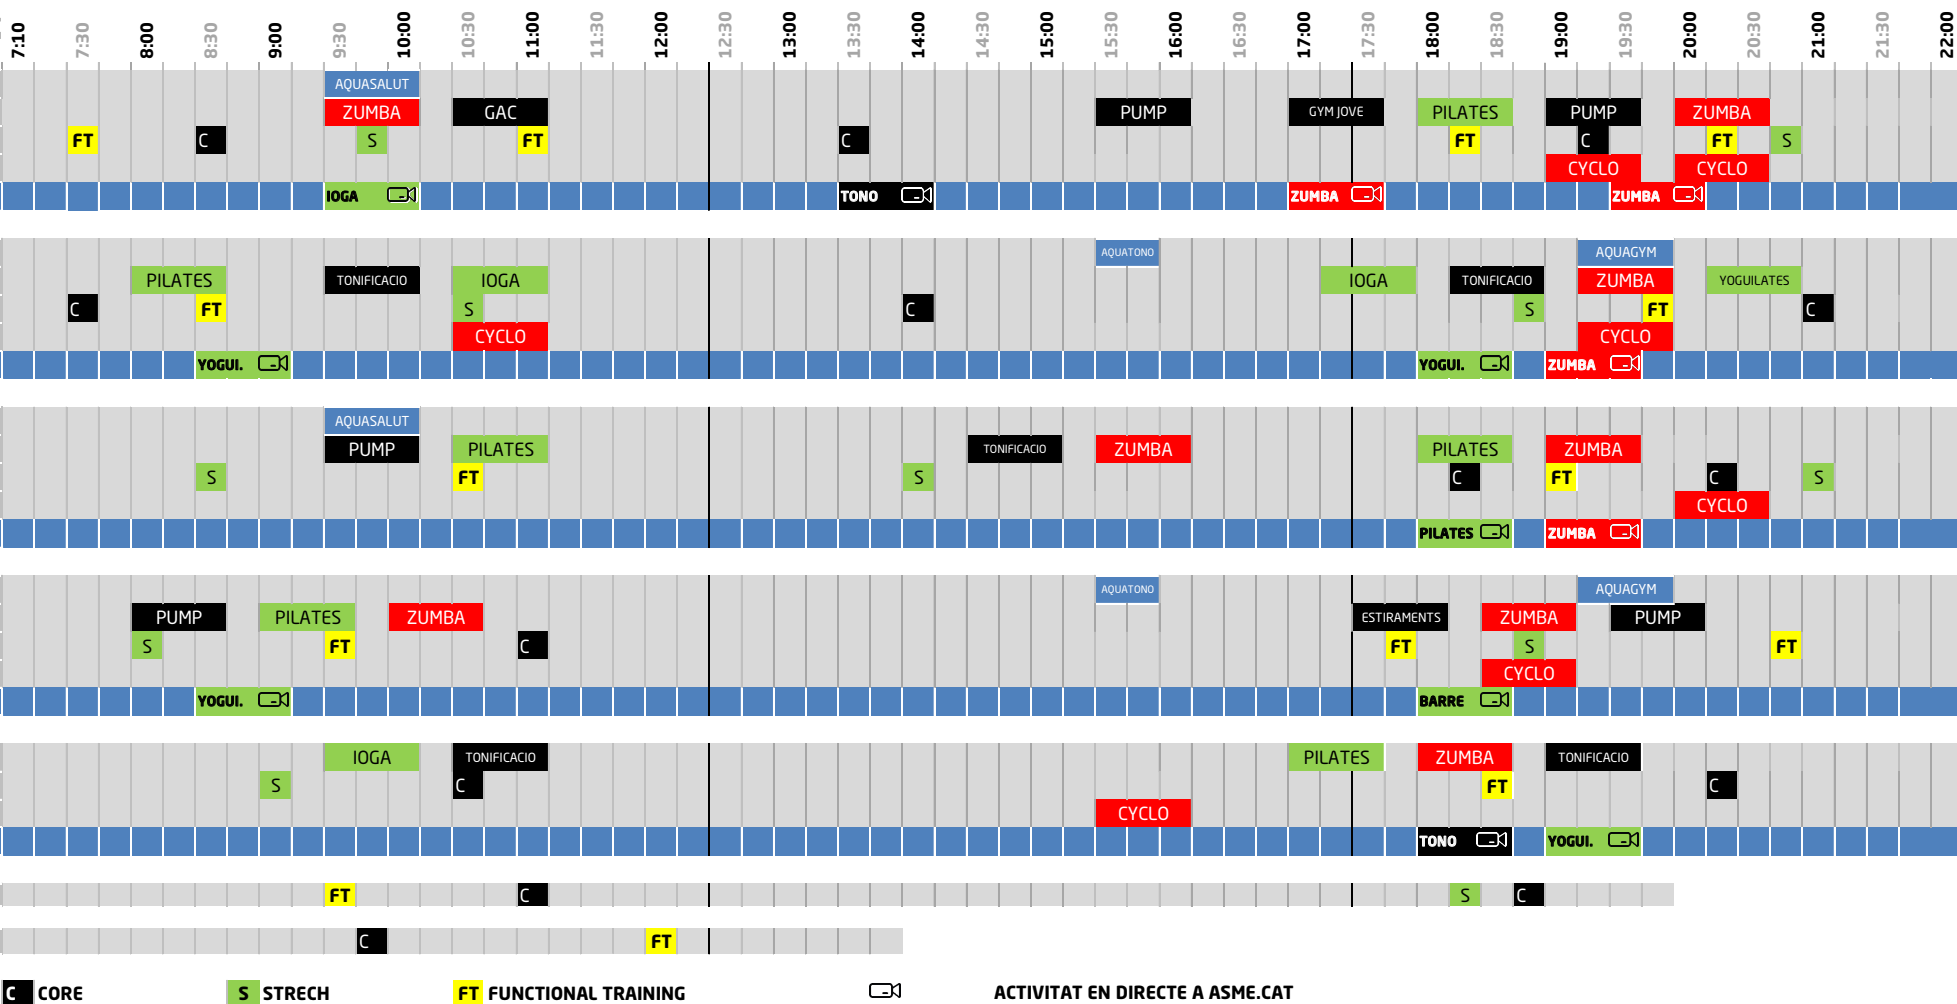 7:10 7:30 8:00 8:30 9:00 9:30 10:00 10:30 11:00 11:30 12:00 12:30 13:00 13:30 14:00 14:30 15:00 15:30 16:00 16:30 17:00 17:30 18:00 18:30 19:00 19:30 20:00 20:30 21:00 21:30 22:00
AQUASALUT
ZUMBA GAC PUMP GYM JOVE PILATES PUMP ZUMBA
FT C S FT C FT C FT S
CYCLO CYCLO
IOGA TONO ZUMBA ZUMBA
AQUATONO AQUAGYM
PILATES TONIFICACIO IOGA IOGA TONIFICACIO ZUMBA YOGUILATES
C FT S C S FT C
CYCLO CYCLO
YOGUI. YOGUI. ZUMBA
AQUASALUT
PUMP PILATES TONIFICACIO ZUMBA PILATES ZUMBA
S FT S C FT C S
CYCLO
PILATES ZUMBA
AQUATONO AQUAGYM
PUMP PILATES ZUMBA ESTIRAMENTS ZUMBA PUMP
S FT C FT S FT
CYCLO
YOGUI. BARRE
IOGA TONIFICACIO PILATES ZUMBA TONIFICACIO
S C FT C
CYCLO
TONO YOGUI.
FT C S C
C FT
C CORE S STRECH FT FUNCTIONAL TRAINING ACTIVITAT EN DIRECTE A ASME.CAT